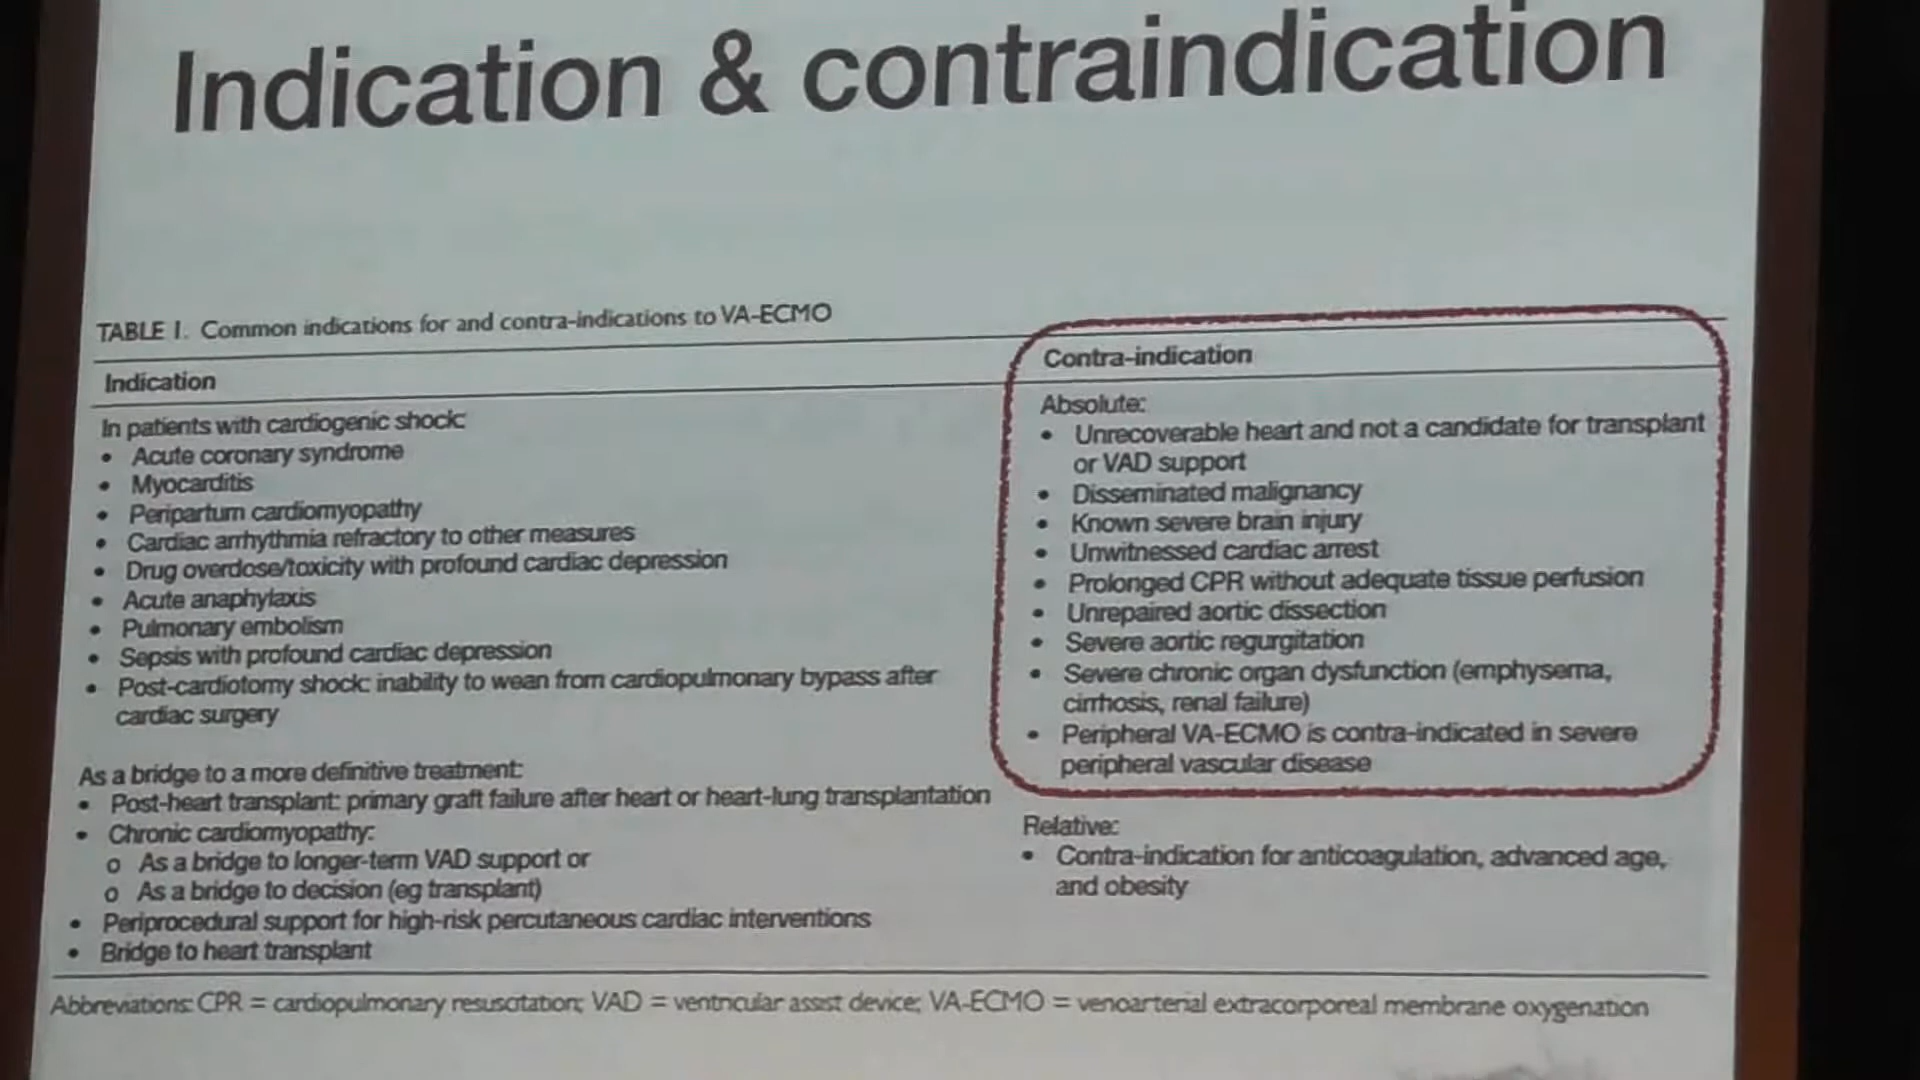 Indication & contraindication
TABLE 1. Common indications for and contra-indications to VA-ECMO
Indication
In patients with cardiogenic shock:
• Acute coronary syndrome
• Myocarditis
• Peripartum cardiomyopathy
• Cardiac arrhythmia refractory to other measures
• Drug overdose/toxicity with profound cardiac depression
• Acute anaphylaxis
• Pulmonary embolism
• Sepsis with profound cardiac depression
• Post-cardiotomy shock: inability to wean from cardiopulmonary bypass after
cardiac surgery
As a bridge to a more definitive treatment:
• Post-heart transplant: primary graft failure after heart or heart-lung transplantation
• Chronic cardiomyopathy:
o As a bridge to longer-term VAD support or
o As a bridge to decision (eg transplant)
• Periprocedural support for high-risk percutaneous cardiac interventions
• Bridge to heart transplant
Contra-indication
Absolute:
• Unrecoverable heart and not a candidate for transplant
or VAD support
• Disseminated malignancy
• Known severe brain injury
• Unwitnessed cardiac arrest
• Prolonged CPR without adequate tissue perfusion
• Unrepaired aortic dissection
• Severe aortic regurgitation
• Severe chronic organ dysfunction (emphysema,
cirrhosis, renal failure)
• Peripheral VA-ECMO is contra-indicated in severe
peripheral vascular disease
Relative:
• Contra-indication for anticoagulation, advanced age,
and obesity
Abbreviations: CPR = cardiopulmonary resuscitation; VAD = ventricular assist device; VA-ECMO = venoarterial extracorporeal membrane oxygenation